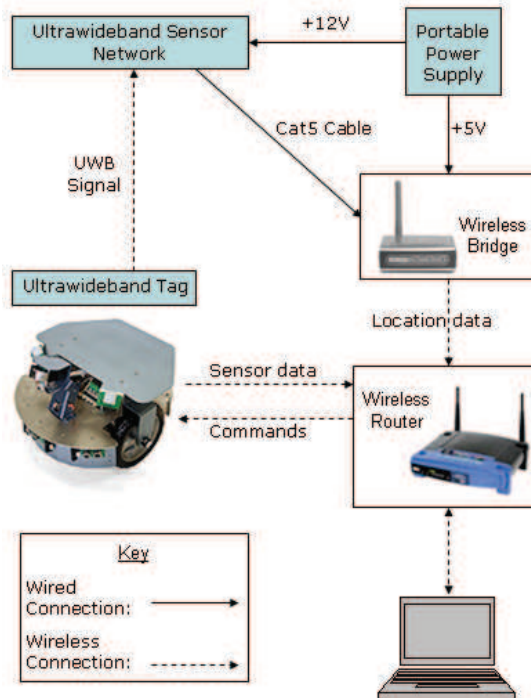 Ultrawideband Sensor
Network
+12V
Portable
Power
Supply
Cat5 Cable
+5V
UWB
Signal
Wireless
Bridge
Ultrawideband Tag
Location data
Sensor data
Wireless
Router
Commands
Key
Wired
Connection:
Wireless
Connection: